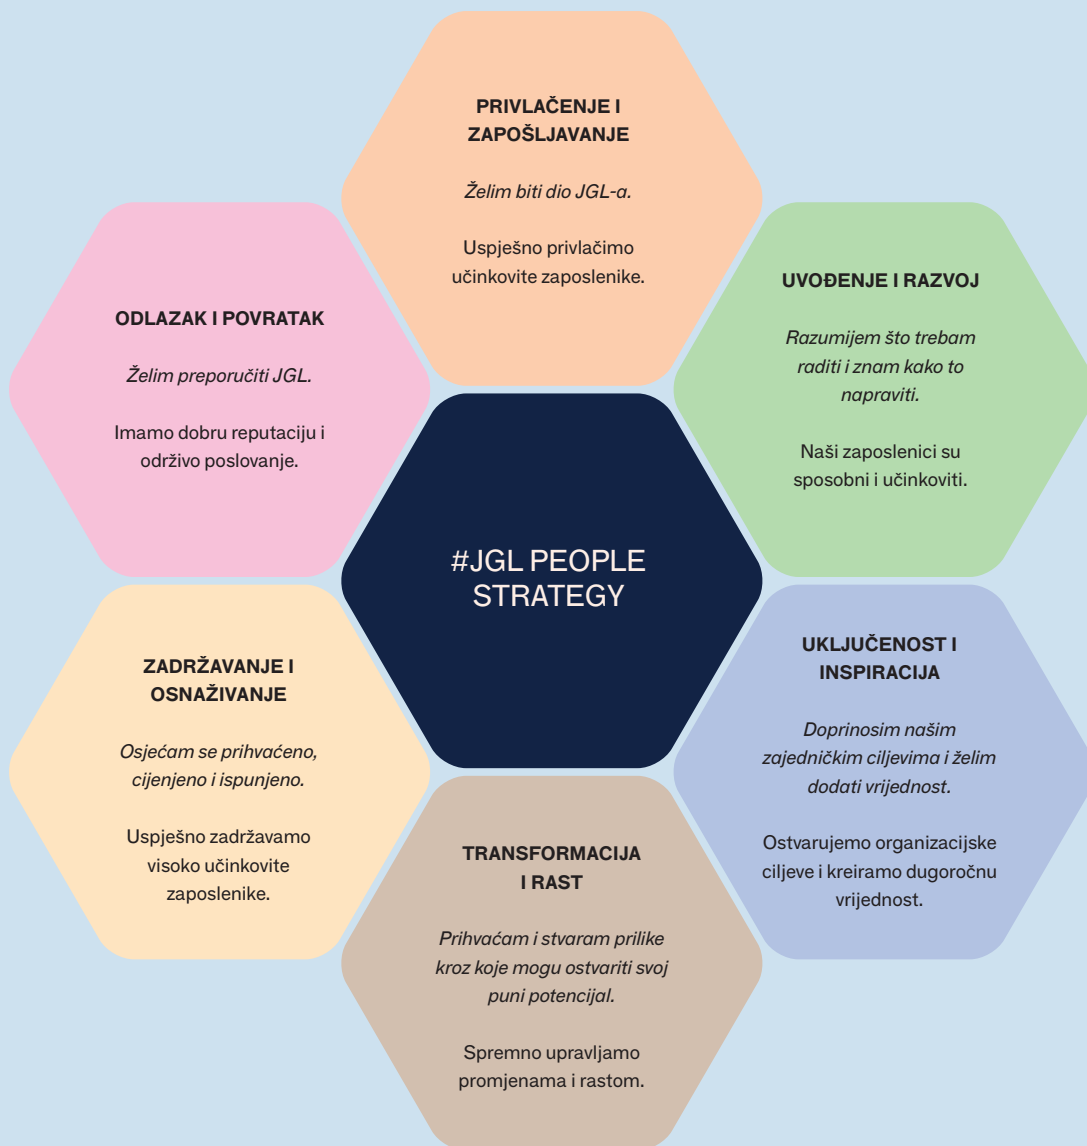 PRIVLAČENJE I
ZAPOŠLJAVANJE
Želim biti dio JGL-a.
Uspješno privlačimo
učinkovite zaposlenike.
UVOĐENJE I RAZVOJ
Razumijem što trebam
raditi i znam kako to
napraviti.
Naši zaposlenici su
sposobni i učinkoviti.
UKLJUČENOST I
INSPIRACIJA
Doprinosim našim
zajedničkim ciljevima i želim
dodati vrijednost.
Ostvarujemo organizacijske
ciljeve i kreiramo dugoročnu
vrijednost.
TRANSFORMACIJA
I RAST
Prihvaćam i stvaram prilike
kroz koje mogu ostvariti svoj
puni potencijal.
Spremno upravljamo
promjenama i rastom.
ZADRŽAVANJE I
OSNAŽIVANJE
Osjećam se prihvaćeno,
cijenjeno i ispunjeno.
Uspješno zadržavamo
visoko učinkovite
zaposlenike.
ODLAZAK I POVRATAK
Želim preporučiti JGL.
Imamo dobru reputaciju i
održivo poslovanje.
#JGL PEOPLE
STRATEGY